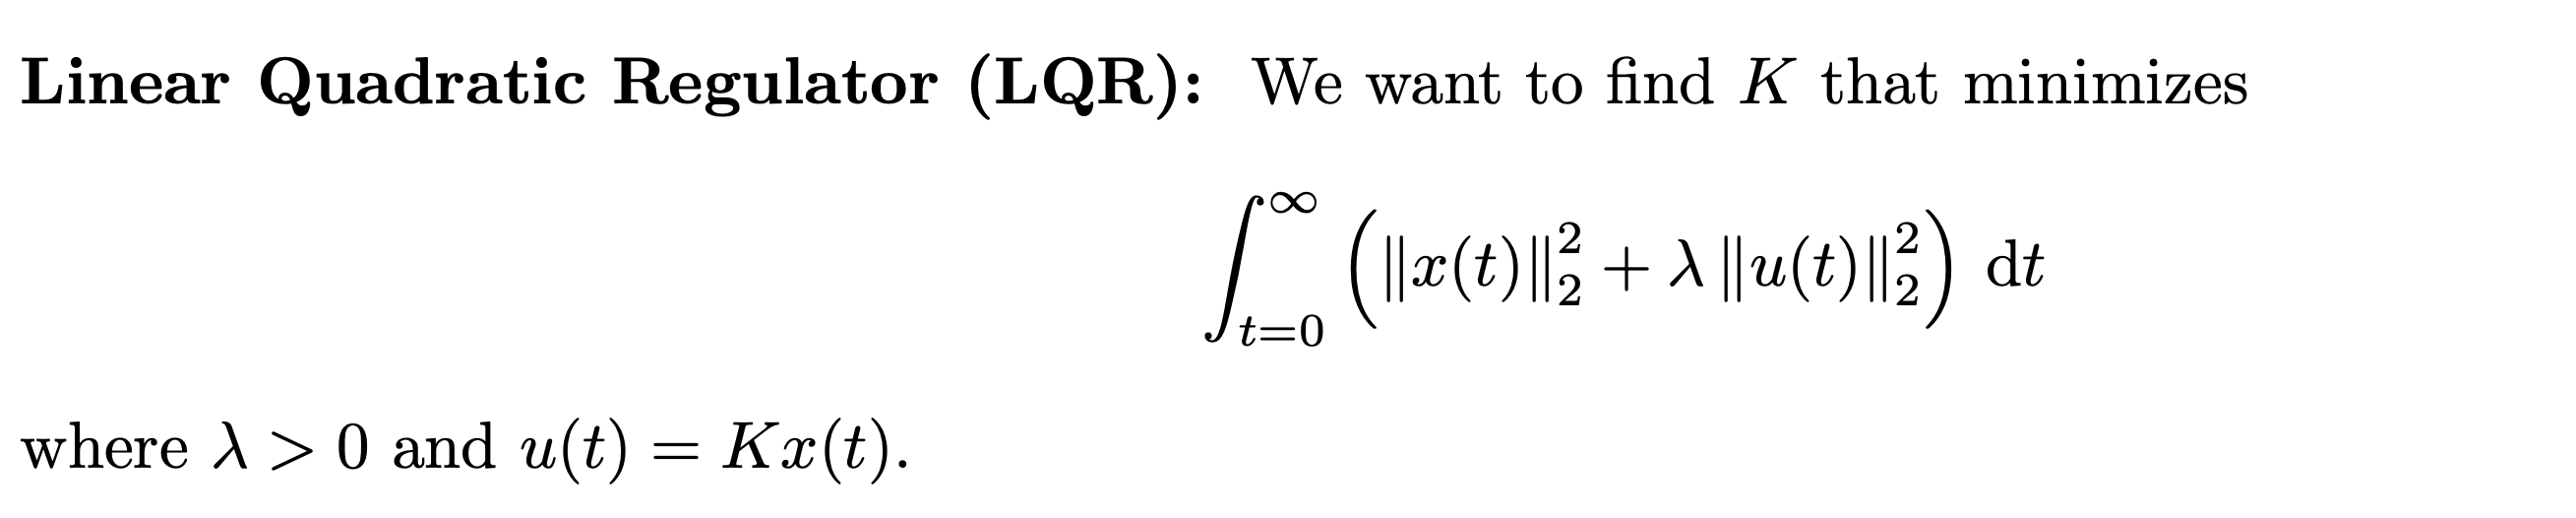 Linear Quadratic Regulator (LQR): We want to find K that minimizes
∫_{t=0}^{∞} (‖x(t)‖₂² + λ ‖u(t)‖₂²) dt
where λ > 0 and u(t) = Kx(t).